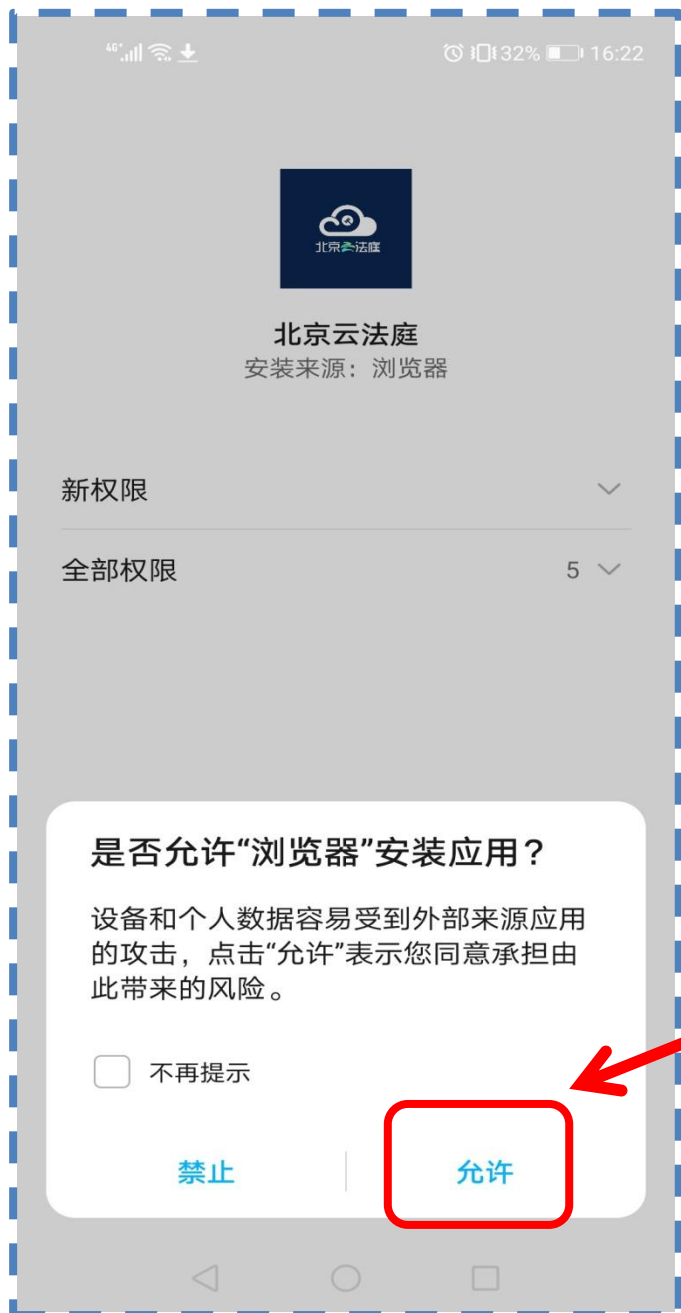 4G+ 32% 16:22
北京云法庭
北京云法庭
安装来源：浏览器
新权限
全部权限 5
是否允许“浏览器”安装应用？
设备和个人数据容易受到外部来源应用
的攻击，点击“允许”表示您同意承担由
此带来的风险。
不再提示
禁止 允许